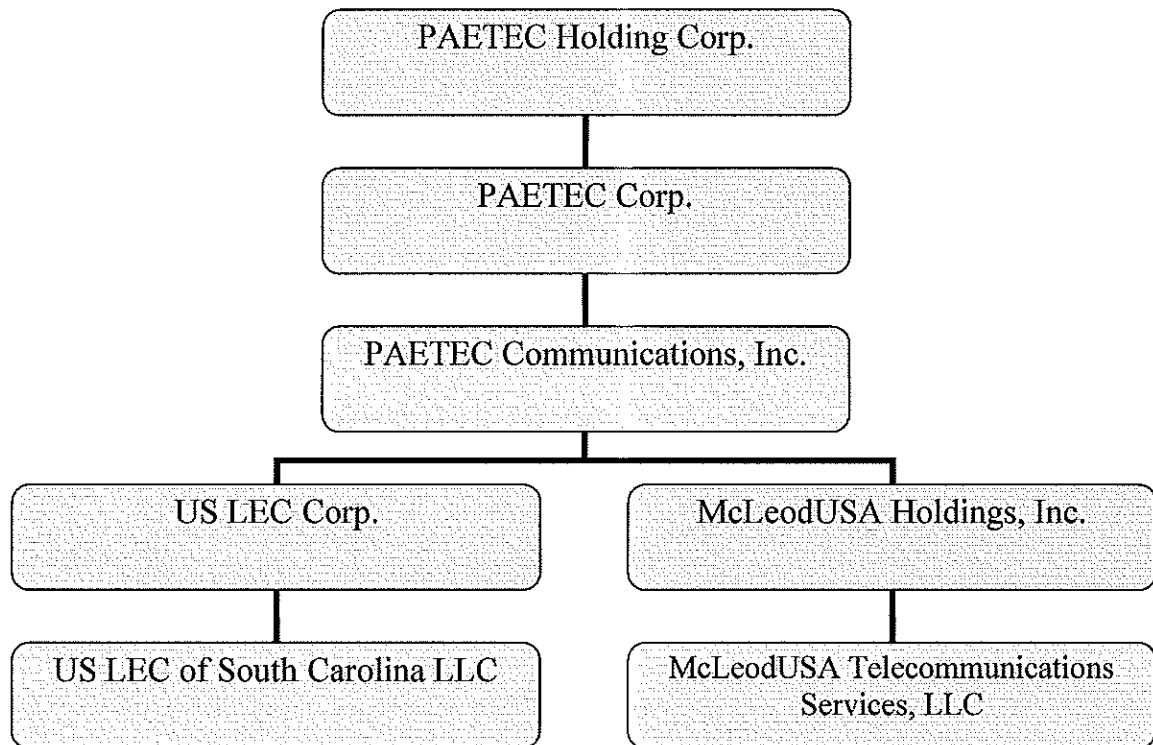 PAETEC Holding Corp.
PAETEC Corp.
PAETEC Communications, Inc.
US LEC Corp.
McLeodUSA Holdings, Inc.
US LEC of South Carolina LLC
McLeodUSA Telecommunications
Services, LLC